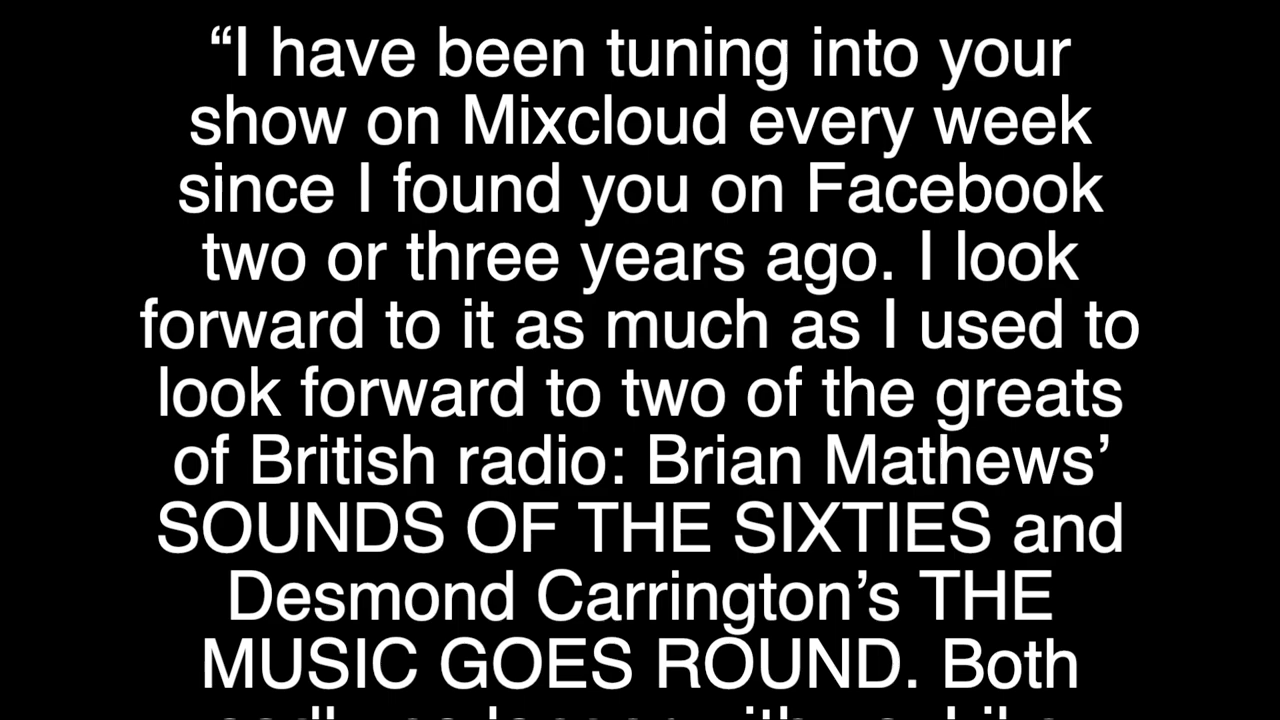 “I have been tuning into your
show on Mixcloud every week
since I found you on Facebook
two or three years ago. I look
forward to it as much as I used to
look forward to two of the greats
of British radio: Brian Mathews’
SOUNDS OF THE SIXTIES and
Desmond Carrington’s THE
MUSIC GOES ROUND. Both